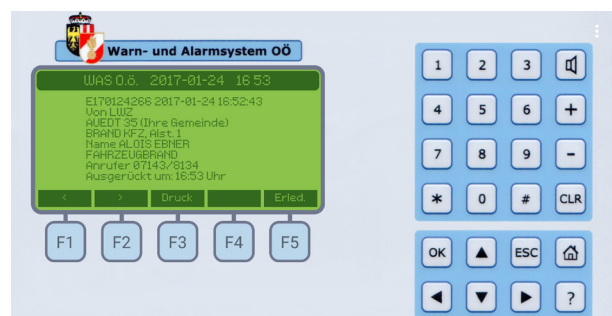 Warn- und Alarmsystem OÖ
WAS O.ö. 2017-01-24 16 53
E170124266 2017-01-24 16:52:43
Von LWZ
AUEDT 35 (Ihre Gemeinde)
BRAND KFZ, Alst. 1
Name ALOIS EBNER
FAHRZEUGBRAND
Anrufer 07143/8134
Ausgerückt um: 16:53 Uhr
< > Druck Erled.
F1 F2 F3 F4 F5
1 2 3
4 5 6 +
7 8 9 -
* 0 # CLR
OK ▲ ESC
◀ ▼ ▶ ?